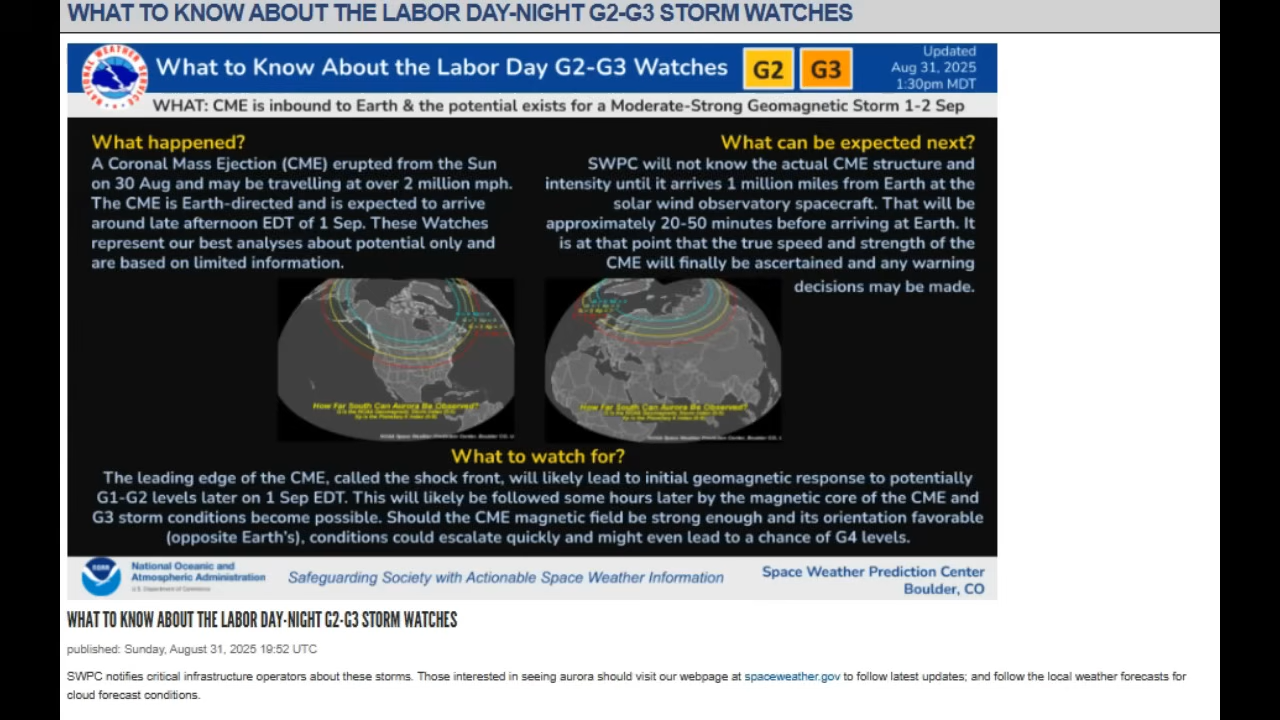 WHAT TO KNOW ABOUT THE LABOR DAY-NIGHT G2-G3 STORM WATCHES
NATIONAL WEATHER SERVICE
What to Know About the Labor Day G2-G3 Watches
G2
G3
Updated
Aug 31, 2025
1:30pm MDT
WHAT: CME is inbound to Earth & the potential exists for a Moderate-Strong Geomagnetic Storm 1-2 Sep
What happened?
A Coronal Mass Ejection (CME) erupted from the Sun
on 30 Aug and may be travelling at over 2 million mph.
The CME is Earth-directed and is expected to arrive
around late afternoon EDT of 1 Sep. These Watches
represent our best analyses about potential only and
are based on limited information.
What can be expected next?
SWPC will not know the actual CME structure and
intensity until it arrives 1 million miles from Earth at the
solar wind observatory spacecraft. That will be
approximately 20-50 minutes before arriving at Earth. It
is at that point that the true speed and strength of the
CME will finally be ascertained and any warning
decisions may be made.
How Far South Can Aurora Be Observed?
How Far South Can Aurora Be Observed?
What to watch for?
The leading edge of the CME, called the shock front, will likely lead to initial geomagnetic response to potentially
G1-G2 levels later on 1 Sep EDT. This will likely be followed some hours later by the magnetic core of the CME and
G3 storm conditions become possible. Should the CME magnetic field be strong enough and its orientation favorable
(opposite Earth's), conditions could escalate quickly and might even lead to a chance of G4 levels.
National Oceanic and
Atmospheric Administration
U.S. Department of Commerce
Safeguarding Society with Actionable Space Weather Information
Space Weather Prediction Center
Boulder, CO
WHAT TO KNOW ABOUT THE LABOR DAY-NIGHT G2-G3 STORM WATCHES
published: Sunday, August 31, 2025 19:52 UTC
SWPC notifies critical infrastructure operators about these storms. Those interested in seeing aurora should visit our webpage at spaceweather.gov to follow latest updates; and follow the local weather forecasts for
cloud forecast conditions.